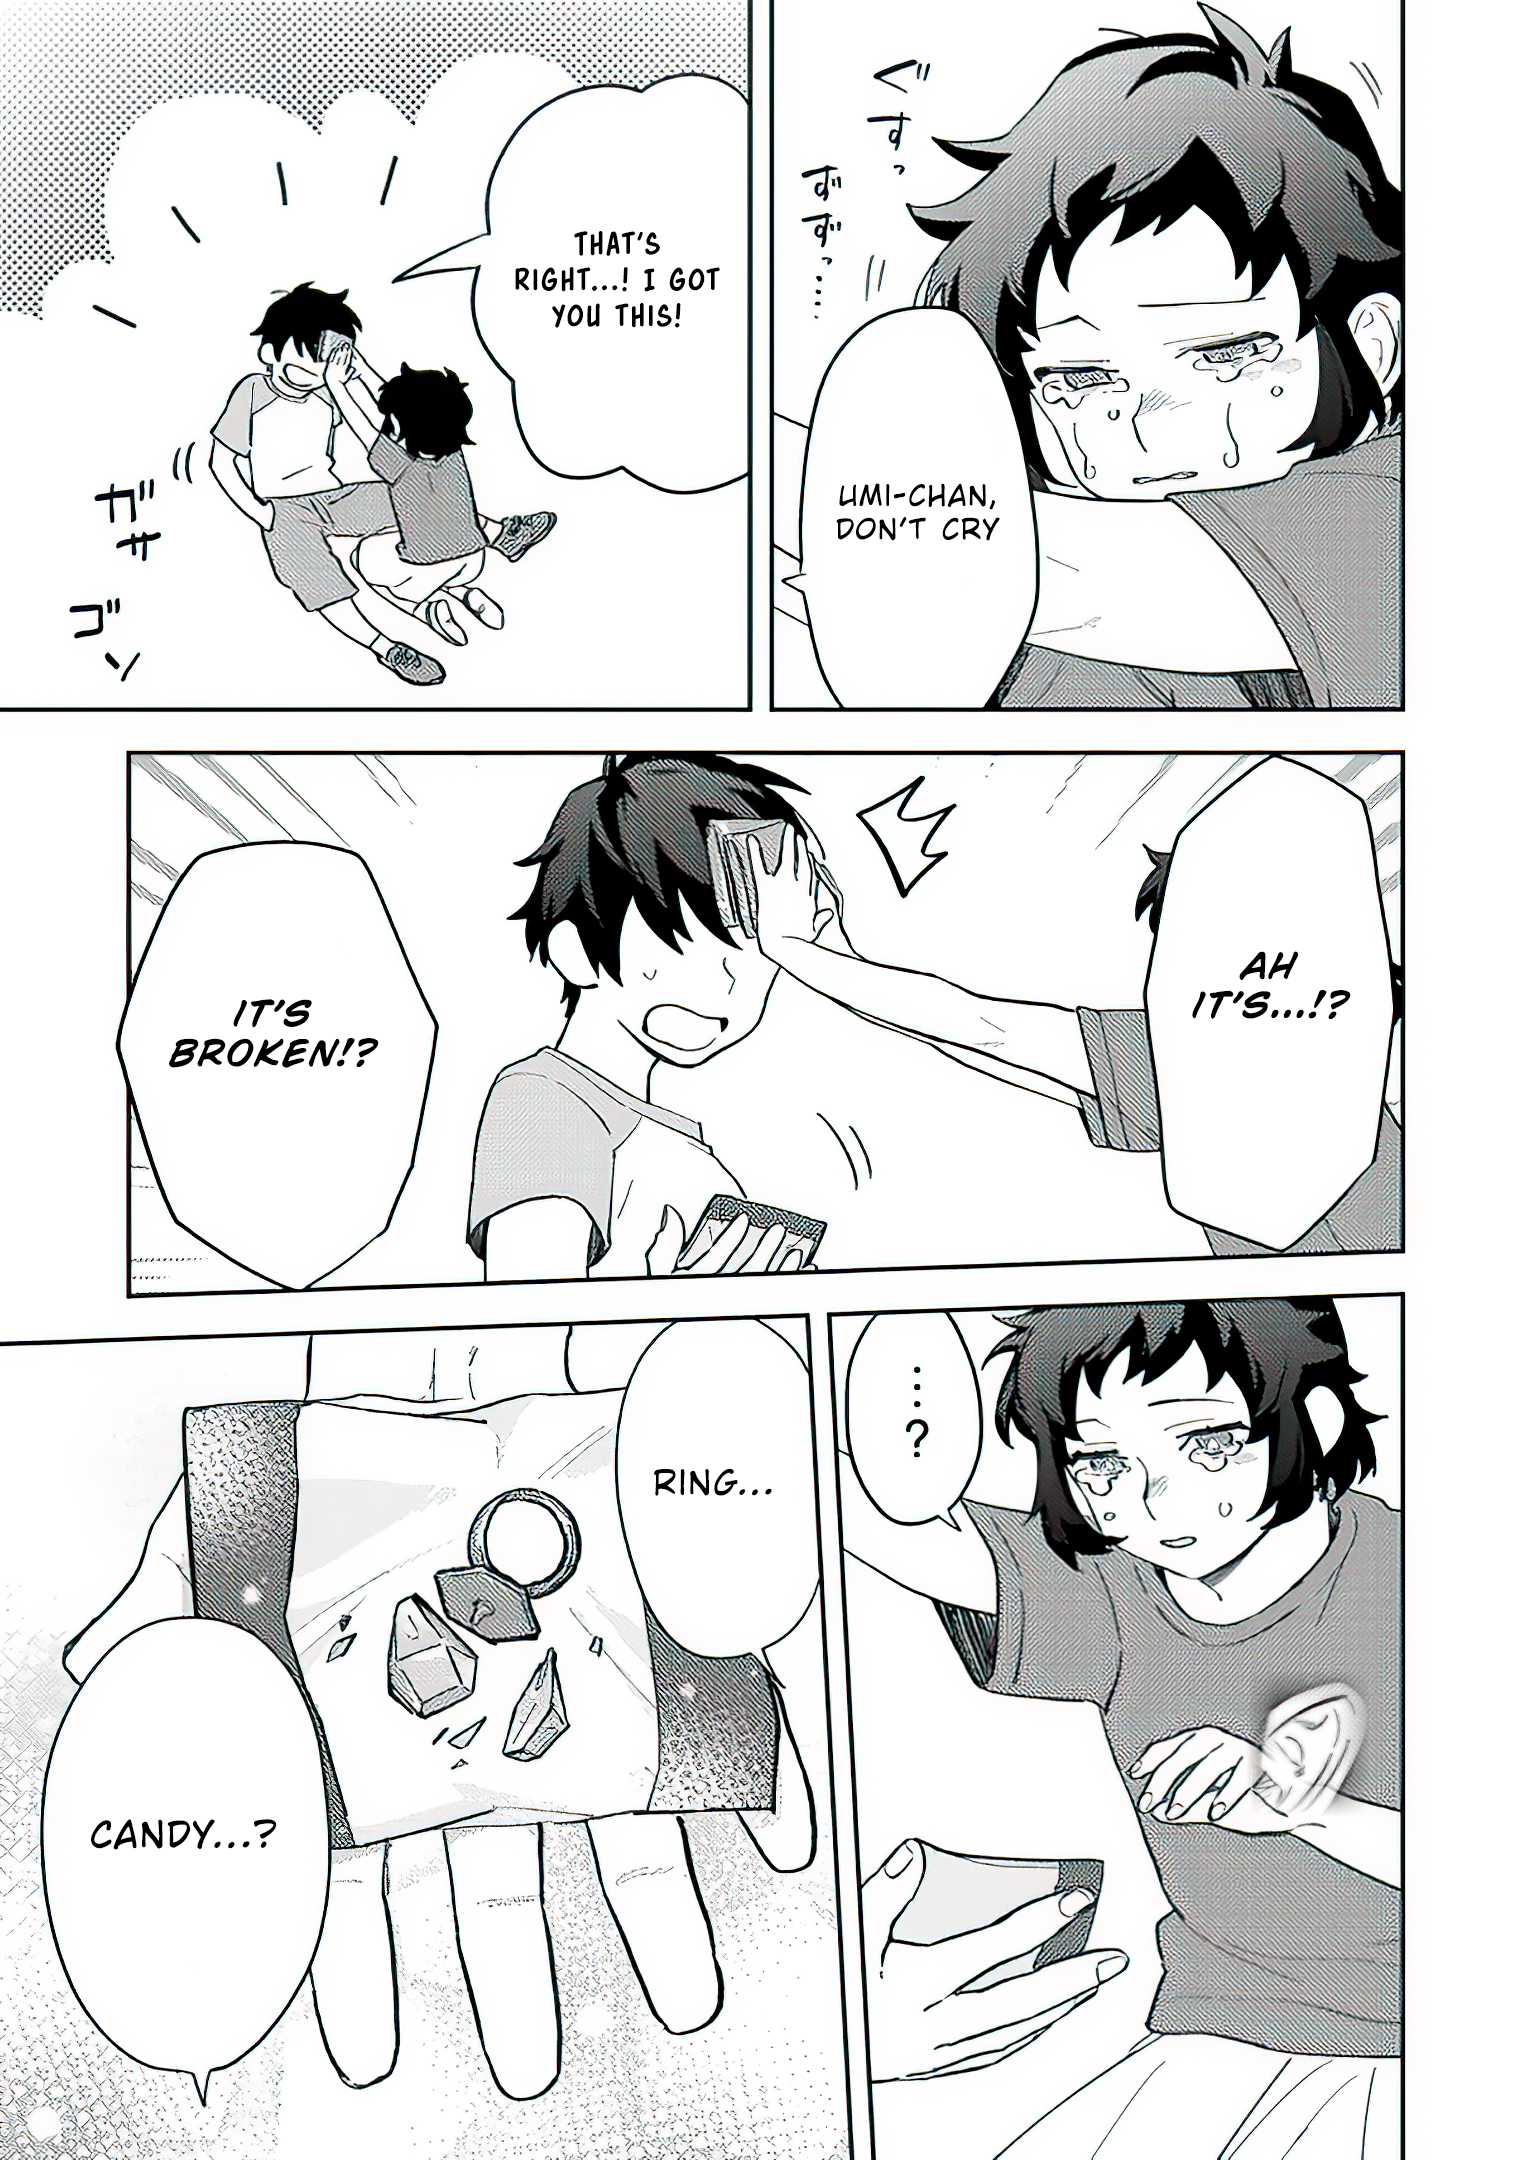 ぐすっ
ずずっ…
UMI-CHAN,
DON'T CRY
THAT'S
RIGHT...! I GOT
YOU THIS!
ガサ
ゴソ
AH
IT'S...!?
IT'S
BROKEN!?
...?
RING...
CANDY...?